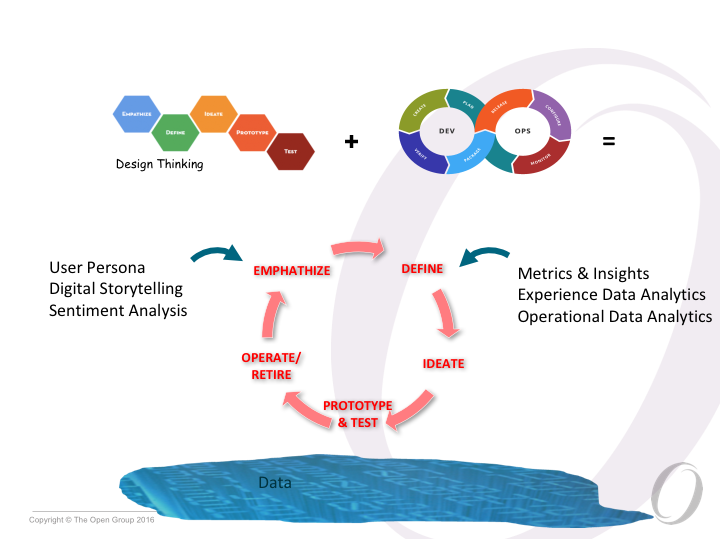 EMPATHIZE
DEFINE
IDEATE
PROTOTYPE
TEST
Design Thinking
+
CREATE
PLAN
VERIFY
PACKAGE
DEV
RELEASE
CONFIGURE
MONITOR
OPS
=
User Persona
Digital Storytelling
Sentiment Analysis
EMPHATHIZE
DEFINE
Metrics & Insights
Experience Data Analytics
Operational Data Analytics
OPERATE/
RETIRE
IDEATE
PROTOTYPE
& TEST
Data
Copyright © The Open Group 2016